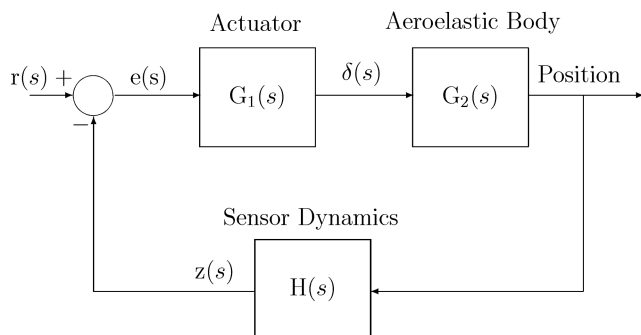 Actuator
Aeroelastic Body
r(s) +
e(s)
G₁(s)
δ(s)
G₂(s)
Position
−
Sensor Dynamics
z(s)
H(s)